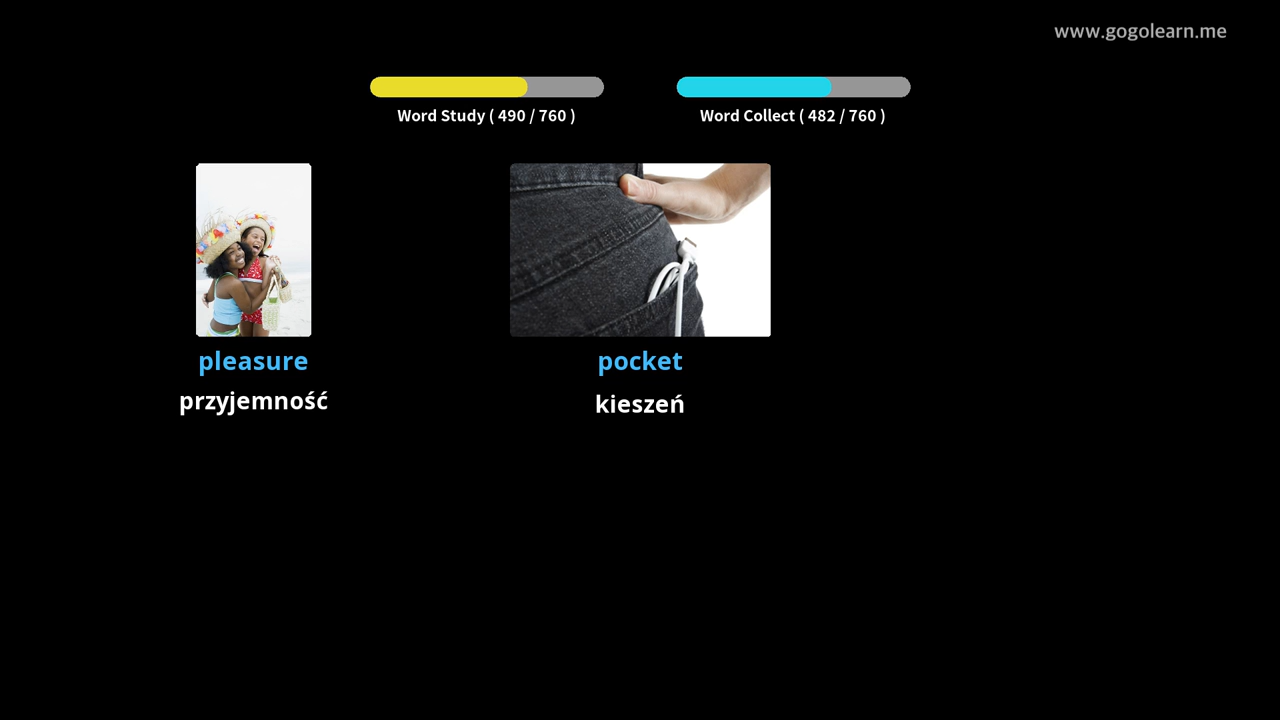 www.gogolearn.me
Word Study ( 490 / 760 )
Word Collect ( 482 / 760 )
pleasure
przyjemność
pocket
kieszeń